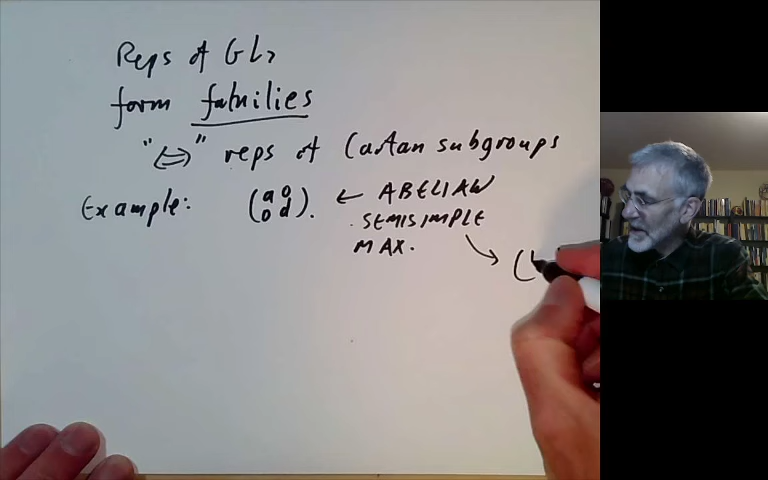 Reps of GL2
form families
"⇔" reps of Cartan subgroups
Example: (a 0 0 d). ← ABELIAN
SEMISIMPLE
MAX.